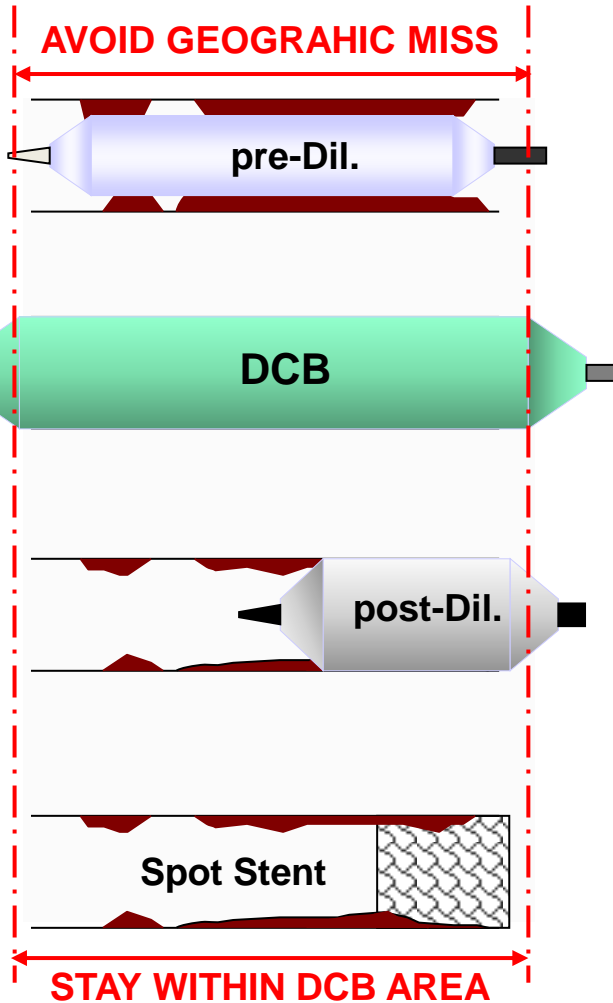 AVOID GEOGRAHIC MISS
pre-Dil.
DCB
post-Dil.
Spot Stent
STAY WITHIN DCB AREA